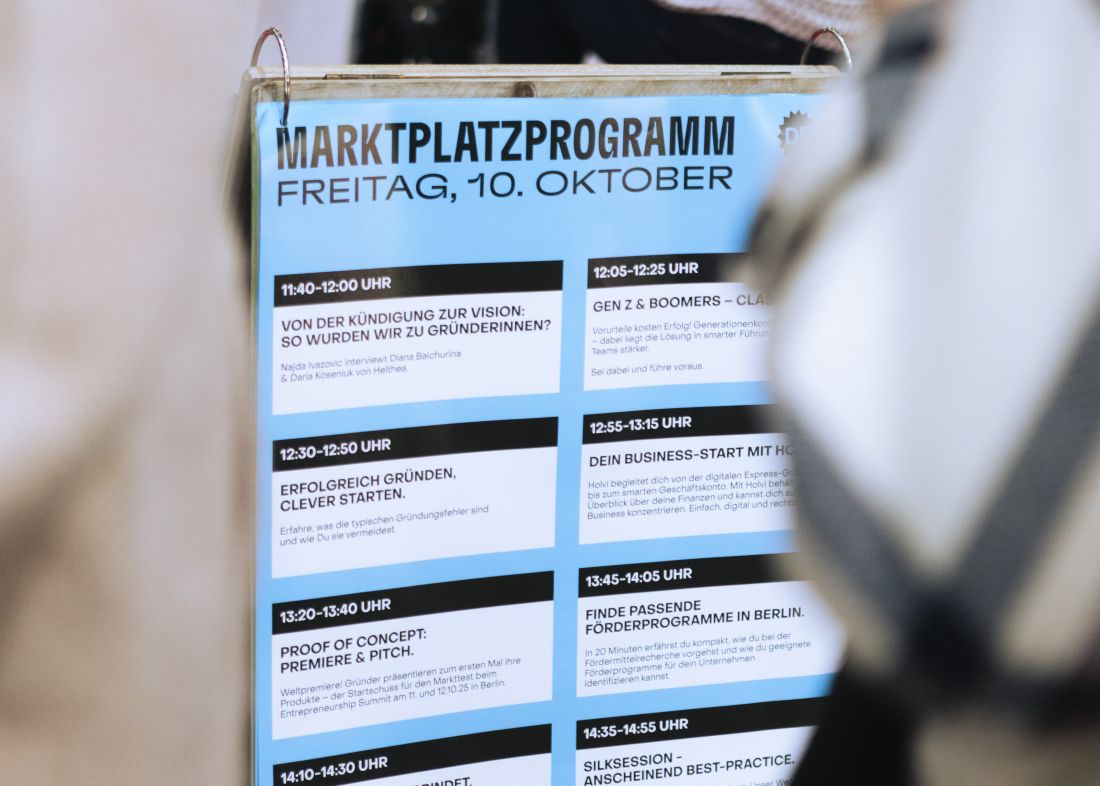 MARKTPLATZPROGRAMM
FREITAG, 10. OKTOBER
11:40-12:00 UHR
VON DER KÜNDIGUNG ZUR VISION:
SO WURDEN WIR ZU GRÜNDERINNEN?
Najda Ivazovic interviewt Diana Baichurina
& Daria Koseniuk von Helthea.
12:05-12:25 UHR
GEN Z & BOOMERS –
Vorurteile kosten Erfolg!
– dabei liegt die Lösung in smarter
Teams stärker.
Sei dabei und führe voraus.
12:30-12:50 UHR
ERFOLGREICH GRÜNDEN,
CLEVER STARTEN.
Erfahre, was die typischen Gründungsfehler sind
und wie Du sie vermeidest.
12:55-13:15 UHR
DEIN BUSINESS-START MIT
Holvi begleitet dich von der digitalen
bis zum smarten Geschäftskonto. Mit Holvi
Überblick über deine Finanzen und kannst dich
Business konzentrieren. Einfach, digital und
13:20-13:40 UHR
PROOF OF CONCEPT:
PREMIERE & PITCH.
Weltpremiere! Gründer präsentieren zum ersten Mal ihre
Produkte – der Startschuss für den Markttest beim
Entrepreneurship Summit am 11. und 12.10.25 in Berlin.
13:45-14:05 UHR
FINDE PASSENDE
FÖRDERPROGRAMME IN BERLIN.
In 20 Minuten erfährst du kompakt, wie du bei der
Fördermittelrecherche vorgehst und wie du geeignete
Förderprogramme für dein Unternehmen
identifizieren kannst.
14:10-14:30 UHR
14:35-14:55 UHR
SILKSESSION -
ANSCHEINEND BEST-PRACTICE.